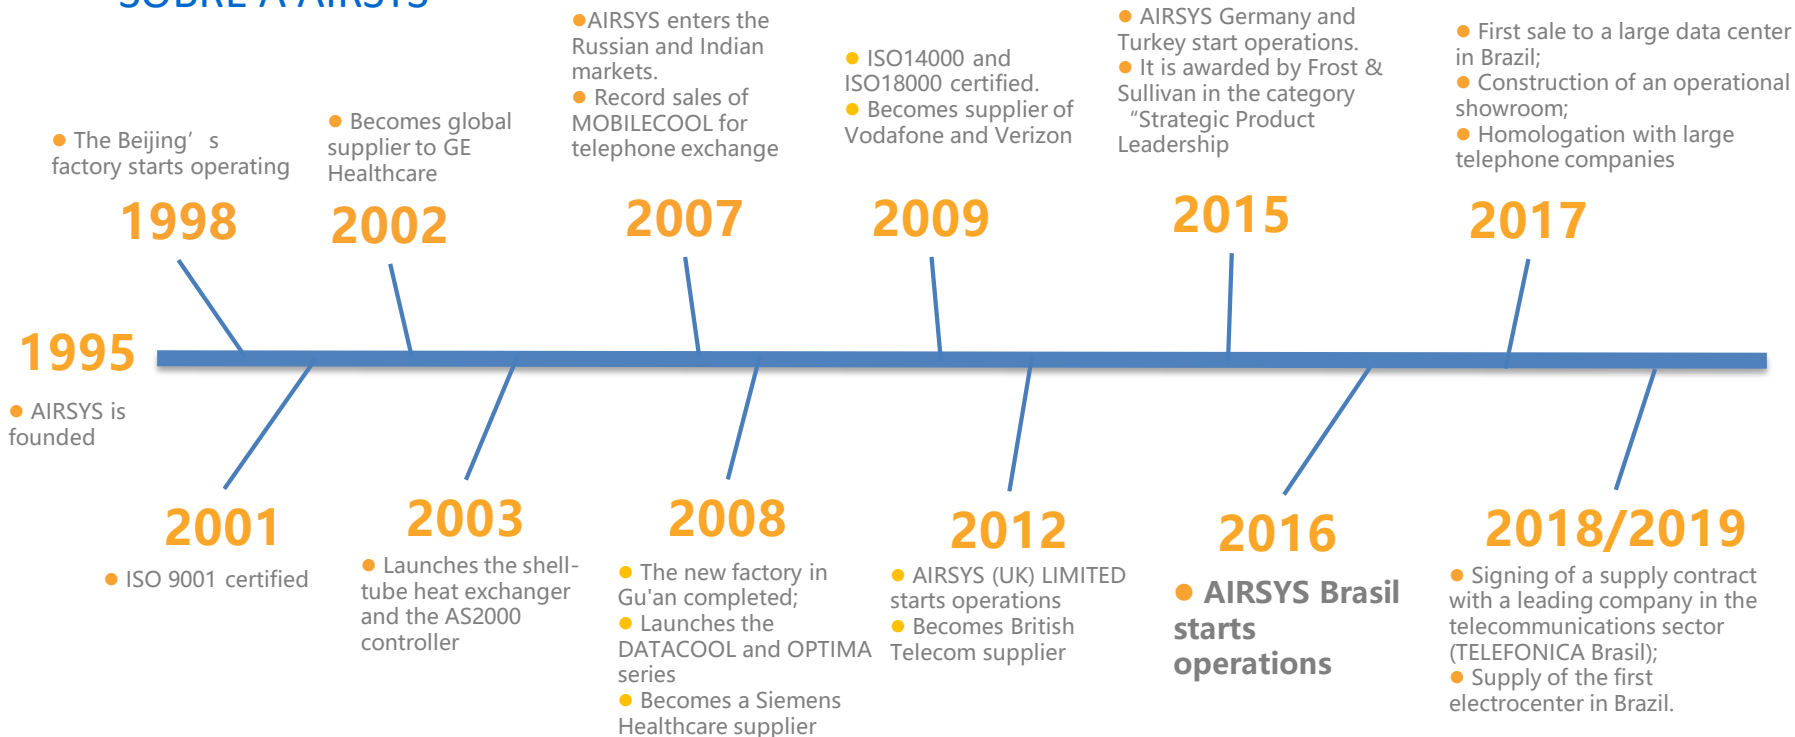 SOBRE A AIRSYS
● The Beijing’s
factory starts operating
1998
● Becomes global
supplier to GE
Healthcare
2002
●AIRSYS enters the
Russian and Indian
markets.
● Record sales of
MOBILECOOL for
telephone exchange
2007
● ISO14000 and
ISO18000 certified.
● Becomes supplier of
Vodafone and Verizon
2009
● AIRSYS Germany and
Turkey start operations.
● It is awarded by Frost &
Sullivan in the category
“Strategic Product
Leadership
2015
● First sale to a large data center
in Brazil;
● Construction of an operational
showroom;
● Homologation with large
telephone companies
2017
1995
● AIRSYS is
founded
2001
● ISO 9001 certified
2003
● Launches the shell-
tube heat exchanger
and the AS2000
controller
2008
● The new factory in
Gu'an completed;
● Launches the
DATACOOL and OPTIMA
series
● Becomes a Siemens
Healthcare supplier
2012
● AIRSYS (UK) LIMITED
starts operations
● Becomes British
Telecom supplier
2016
● AIRSYS Brasil
starts
operations
2018/2019
● Signing of a supply contract
with a leading company in the
telecommunications sector
(TELEFONICA Brasil);
● Supply of the first
electrocenter in Brazil.